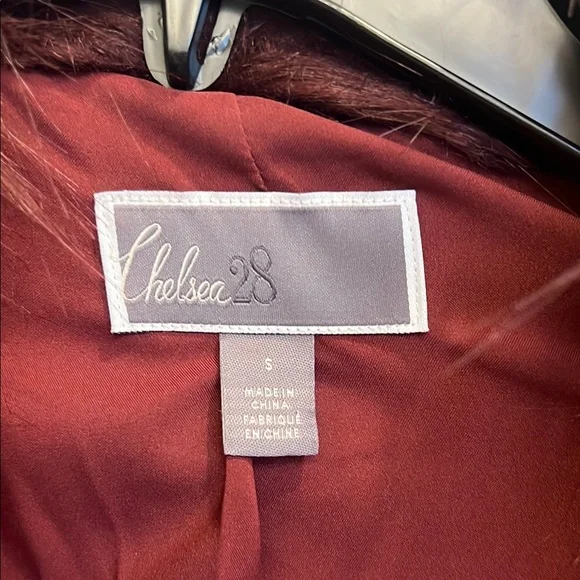 Chelsea28
S
MADE IN
CHINA
FABRIQUÉ
EN CHINE